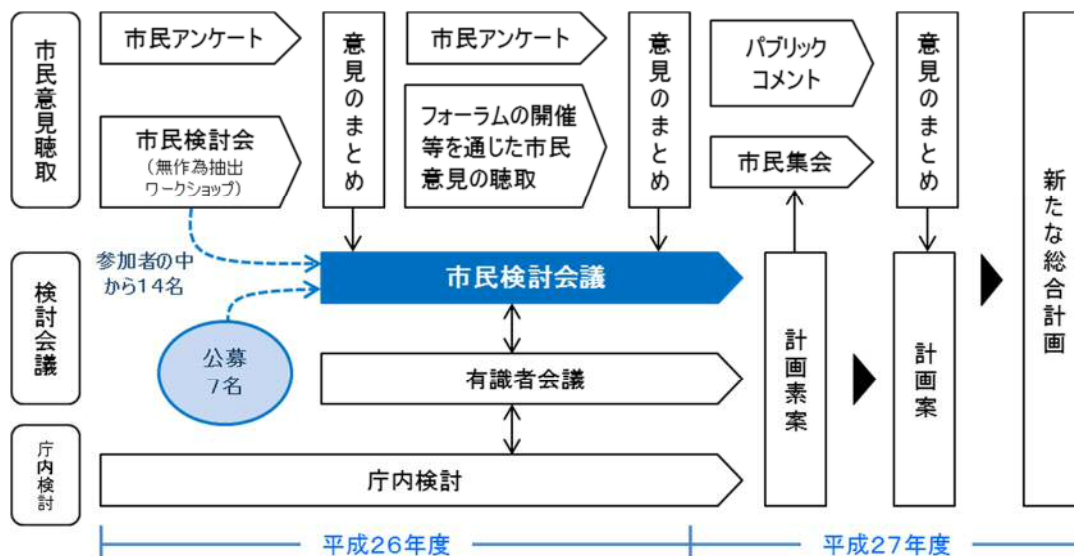 市民意見聴取
市民アンケート
市民検討会
(無作為抽出
ワークショップ)
意見のまとめ
市民アンケート
フォーラムの開催
等を通じた市民
意見の聴取
意見のまとめ
パブリック
コメント
市民集会
意見のまとめ
新たな総合計画
検討会議
参加者の中
から14名
公募
7名
市民検討会議
有識者会議
計画素案
計画案
庁内検討
庁内検討
平成26年度
平成27年度